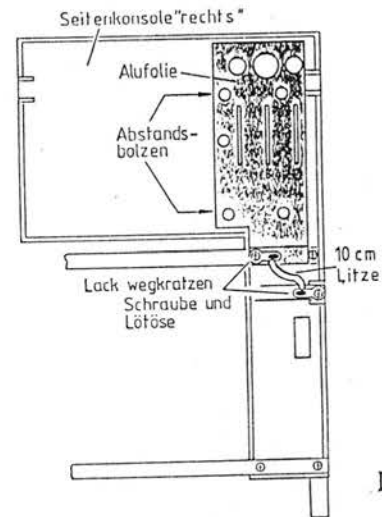 Seitenkonsole "rechts"
Alufolie
Abstands-
bolzen
10 cm
Litze
Lack wegkratzen
Schraube und
Lötöse